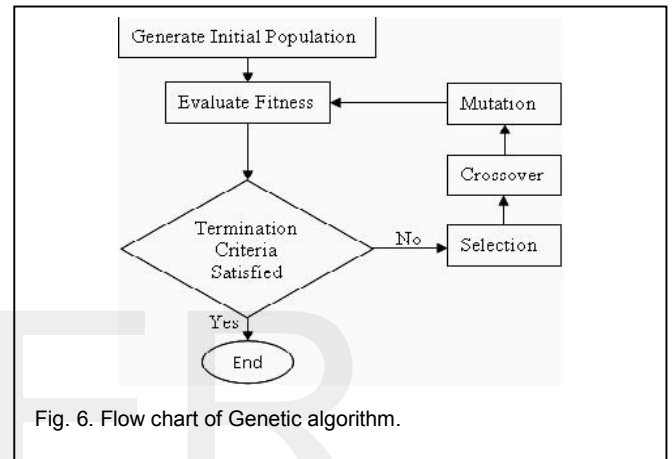 Generate Initial Population
Evaluate Fitness
Mutation
Crossover
Termination
Criteria
Satisfied
No
Selection
Yes
End
Fig. 6. Flow chart of Genetic algorithm.
ER